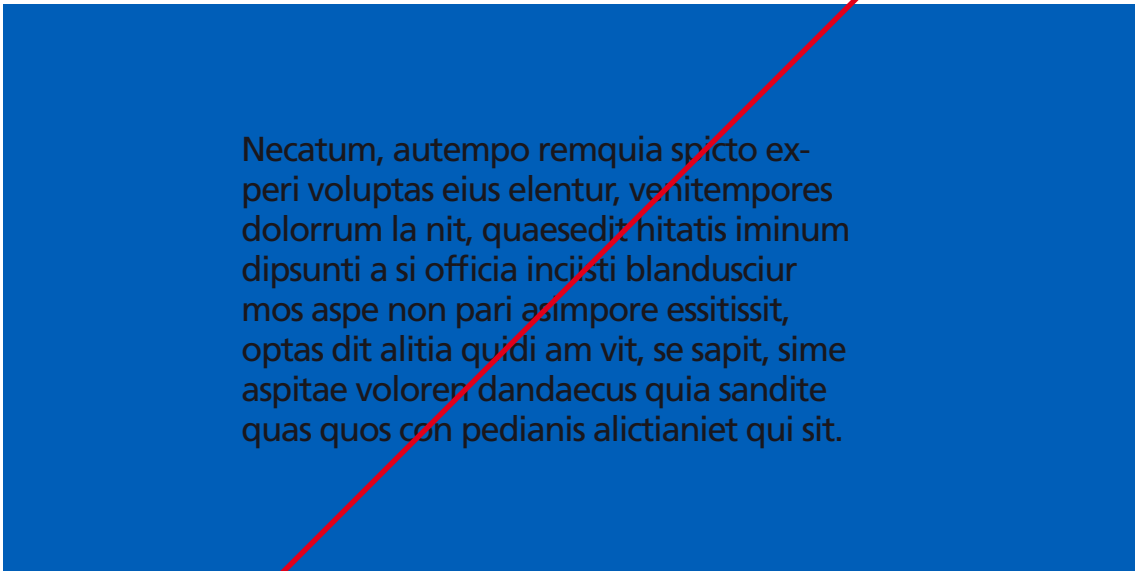 Necatum, autempo remquia spicto ex-
peri voluptas eius elentur, venitempores
dolorrum la nit, quaesedit hitatis iminum
dipsunti a si officia inciisti blandusciur
mos aspe non pari asimpore essitissit,
optas dit alitia quidi am vit, se sapit, sime
aspitae volorem dandaecus quia sandite
quas quos con pedianis alictianiet qui sit.